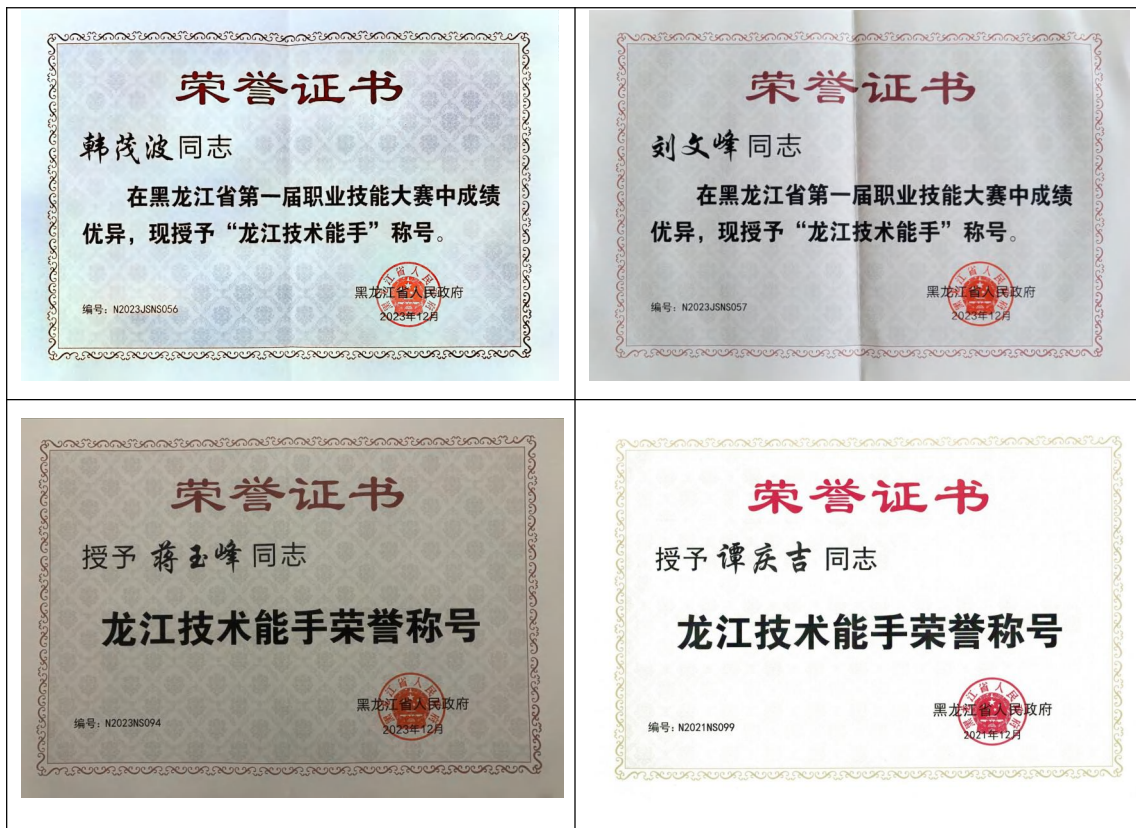 荣誉证书
韩茂波同志
在黑龙江省第一届职业技能大赛中成绩
优异，现授予“龙江技术能手”称号。
黑龙江省人民政府
编号：N2023JSNS056
2023年12月
荣誉证书
刘文峰同志
在黑龙江省第一届职业技能大赛中成绩
优异，现授予“龙江技术能手”称号。
黑龙江省人民政府
编号：N2023JSNS057
2023年12月
荣誉证书
授予 蒋玉峰 同志
龙江技术能手荣誉称号
黑龙江省人民政府
编号：N2023NS094
2023年12月
荣誉证书
授予 谭庆吉 同志
龙江技术能手荣誉称号
黑龙江省人民政府
编号：N2021NS099
2021年12月